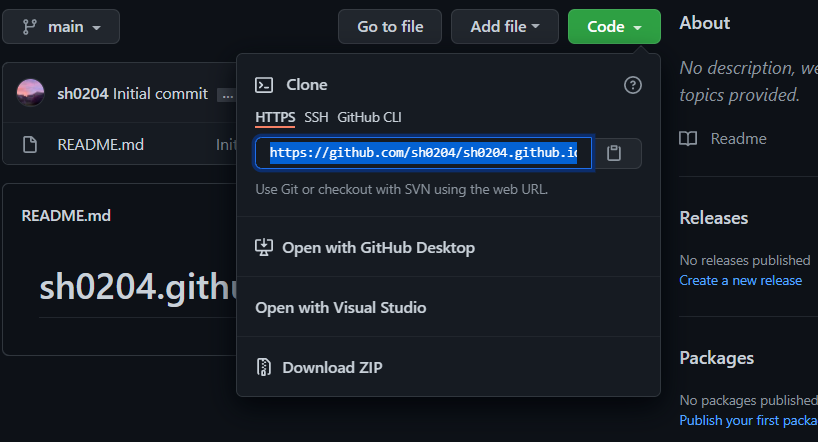 main
Go to file
Add file
Code
sh0204 Initial commit ...
README.md
Clone
HTTPS SSH GitHub CLI
https://github.com/sh0204/sh0204.github.io
Use Git or checkout with SVN using the web URL.
Open with GitHub Desktop
Open with Visual Studio
Download ZIP
README.md
sh0204.githu
About
No description, we
topics provided.
Readme
Releases
No releases published
Create a new release
Packages
No packages published
Publish your first packa